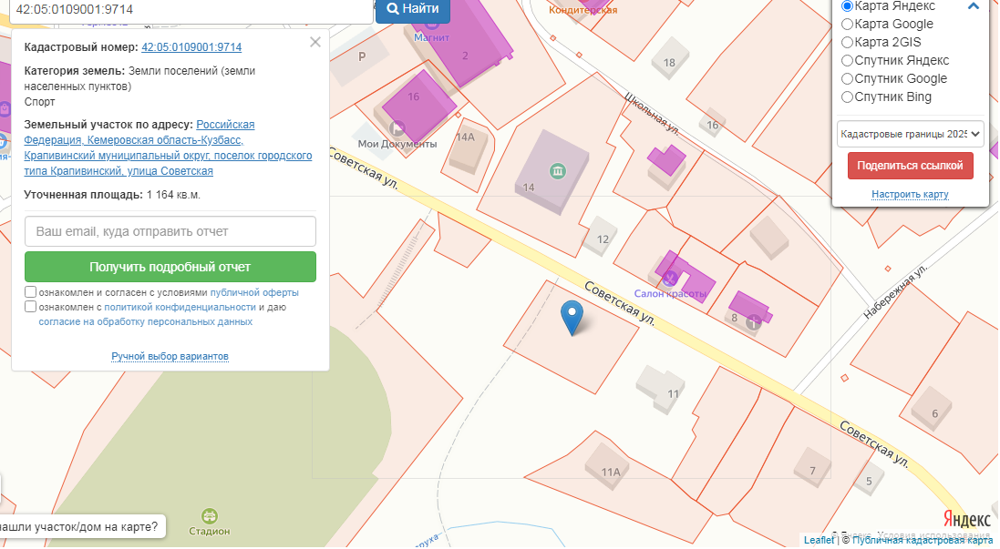 42:05:0109001:9714
Найти
Кадастровый номер: 42:05:0109001:9714
Категория земель: Земли поселений (земли
населенных пунктов)
Спорт
Земельный участок по адресу: Российская
Федерация, Кемеровская область-Кузбасс,
Крапивинский муниципальный округ, поселок городского
типа Крапивинский, улица Советская
Уточненная площадь: 1 164 кв.м.
Ваш email, куда отправить отчет
Получить подробный отчет
ознакомлен и согласен с условиями публичной оферты
ознакомлен с политикой конфиденциальности и даю
согласие на обработку персональных данных
Ручной выбор вариантов
Карта Яндекс
Карта Google
Карта 2GIS
Спутник Яндекс
Спутник Google
Спутник Bing
Кадастровые границы 2025
Поделиться ссылкой
Настроить карту
Кондитерская
Магнит
P
2
18
16
Школьная ул.
16
Мои Документы
14А
Советская ул.
14
12
Салон красоты
8
Набережная ул.
Советская ул.
11
6
Советская ул.
11А
7
5
Стадион
нашли участок/дом на карте?
Яндекс
© Яндекс Условия использования
Leaflet | © Публичная кадастровая карта